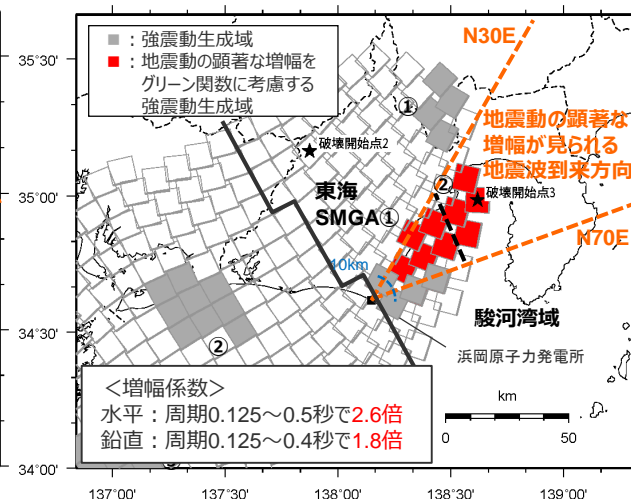 ■：強震動生成域
■：地震動の顕著な増幅を
グリーン関数に考慮する
強震動生成域
N30E
地震動の顕著な
増幅が見られる
地震波到来方向
N70E
①
②
★破壊開始点2
★破壊開始点3
東海
SMGA①
10km
駿河湾域
浜岡原子力発電所
②
＜増幅係数＞
水平：周期0.125～0.5秒で2.6倍
鉛直：周期0.125～0.4秒で1.8倍
km
0 50
35°30'
35°00'
34°30'
34°00'
137°00' 137°30' 138°00' 138°30' 139°00'